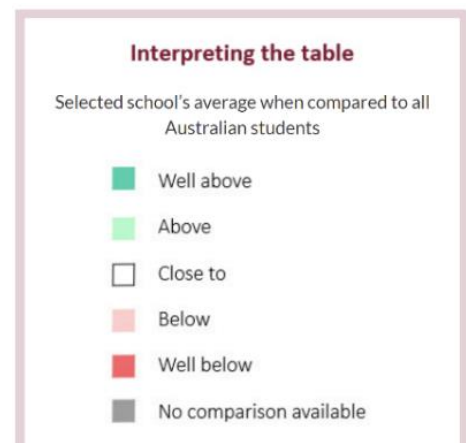 Interpreting the table
Selected school's average when compared to all
Australian students
Well above
Above
Close to
Below
Well below
No comparison available